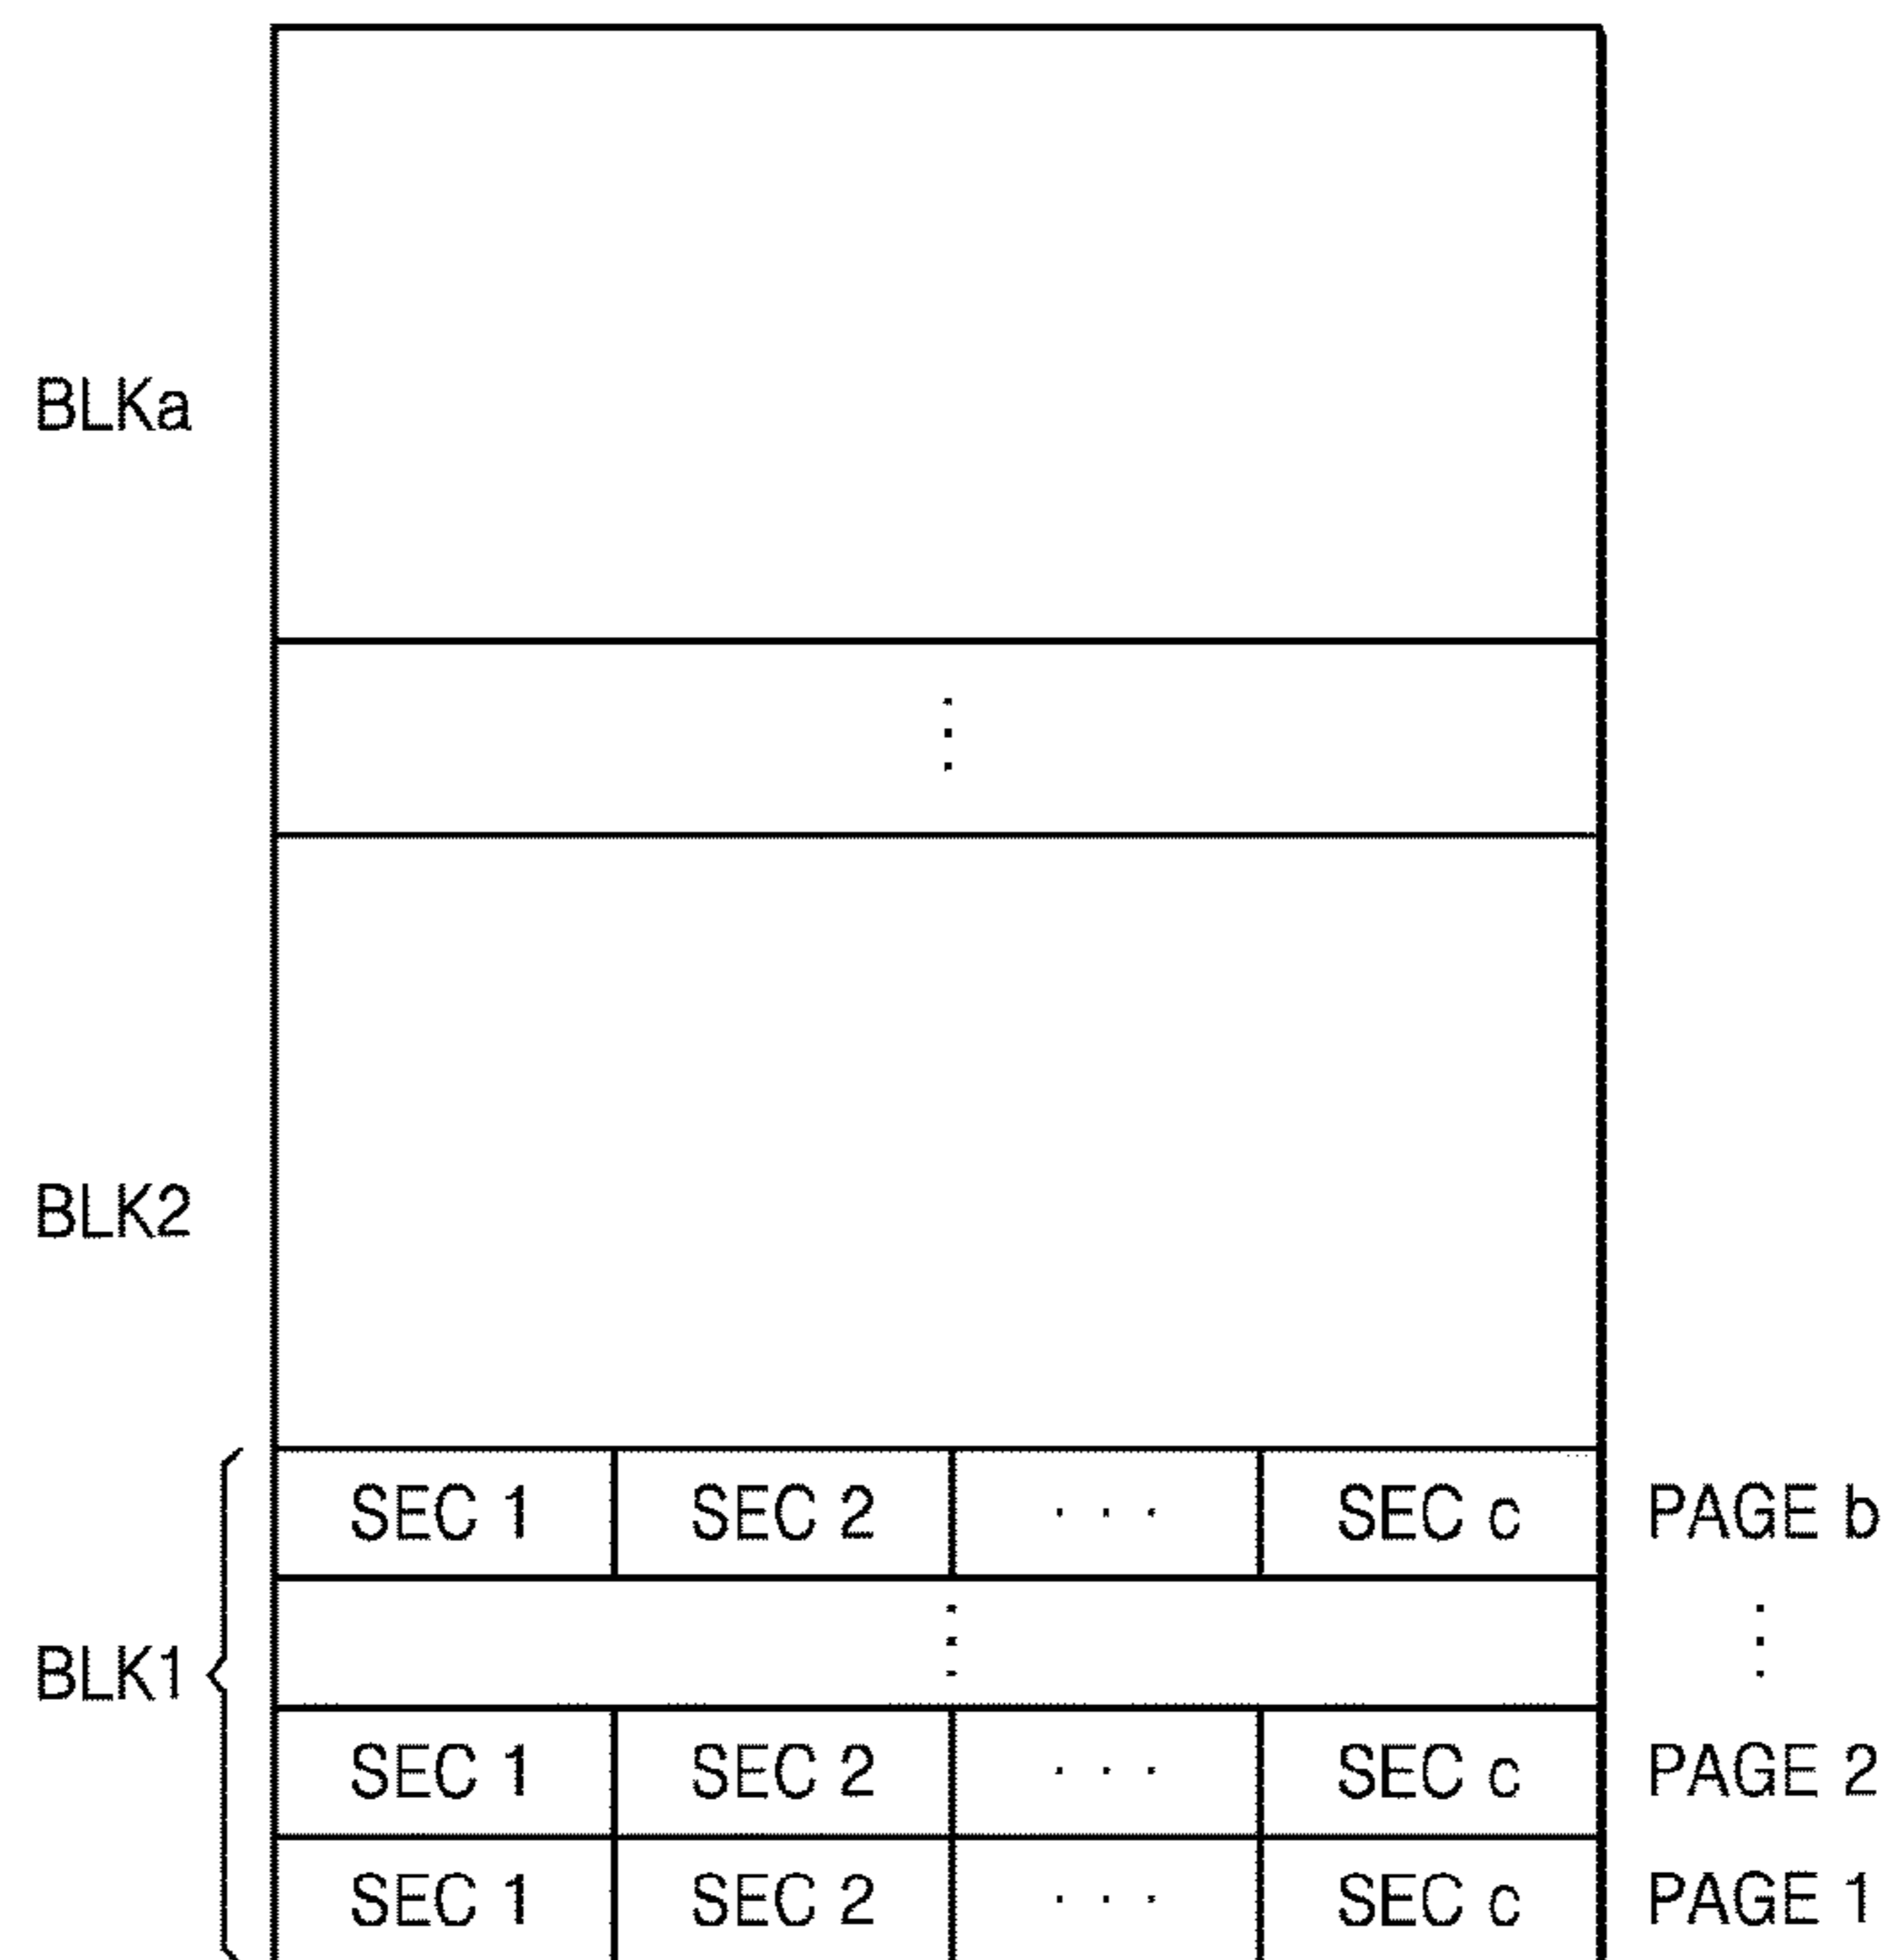 BLKa
⋮
BLK2
SEC 1 SEC 2 ··· SEC c PAGE b
BLK1 ⋮ ⋮
SEC 1 SEC 2 ··· SEC c PAGE 2
SEC 1 SEC 2 ··· SEC c PAGE 1